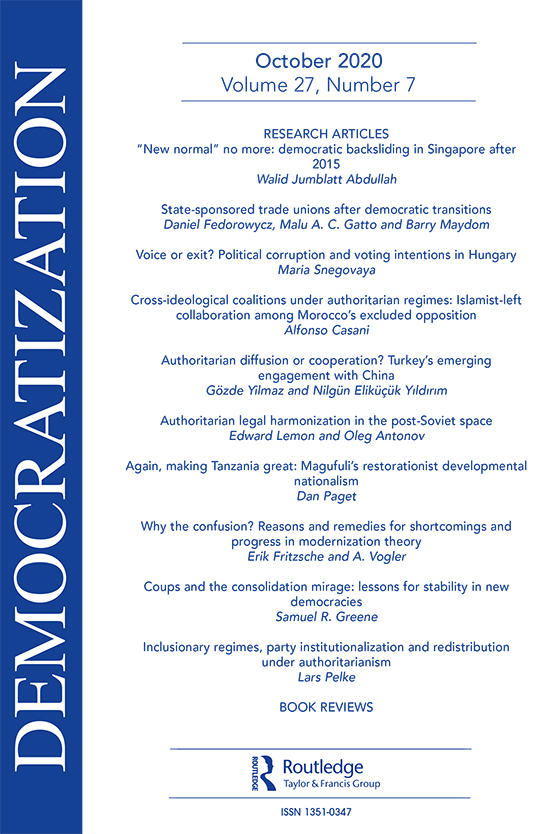 DEMOCRATIZATION
October 2020
Volume 27, Number 7
RESEARCH ARTICLES
“New normal” no more: democratic backsliding in Singapore after
2015
Walid Jumblatt Abdullah
State-sponsored trade unions after democratic transitions
Daniel Fedorowycz, Malu A. C. Gatto and Barry Maydom
Voice or exit? Political corruption and voting intentions in Hungary
Maria Snegovaya
Cross-ideological coalitions under authoritarian regimes: Islamist-left
collaboration among Morocco’s excluded opposition
Alfonso Casani
Authoritarian diffusion or cooperation? Turkey’s emerging
engagement with China
Gözde Yilmaz and Nilgün Eliküçük Yıldırım
Authoritarian legal harmonization in the post-Soviet space
Edward Lemon and Oleg Antonov
Again, making Tanzania great: Magufuli’s restorationist developmental
nationalism
Dan Paget
Why the confusion? Reasons and remedies for shortcomings and
progress in modernization theory
Erik Fritzsche and A. Vogler
Coups and the consolidation mirage: lessons for stability in new
democracies
Samuel R. Greene
Inclusionary regimes, party institutionalization and redistribution
under authoritarianism
Lars Pelke
BOOK REVIEWS
ROUTLEDGE
Routledge
Taylor & Francis Group
ISSN 1351-0347